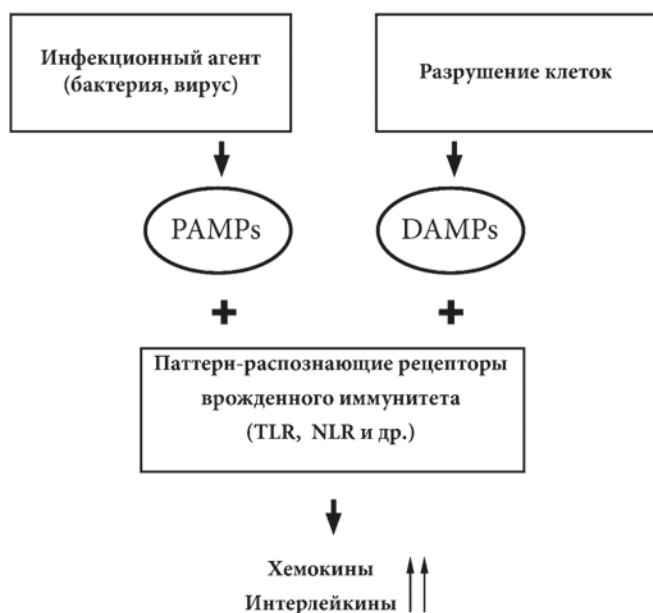 Инфекционный агент
(бактерия, вирус)
Разрушение клеток
PAMPs
DAMPs
+
+
Паттерн-распознающие рецепторы
врожденного иммунитета
(TLR, NLR и др.)
Хемокины
Интерлейкины